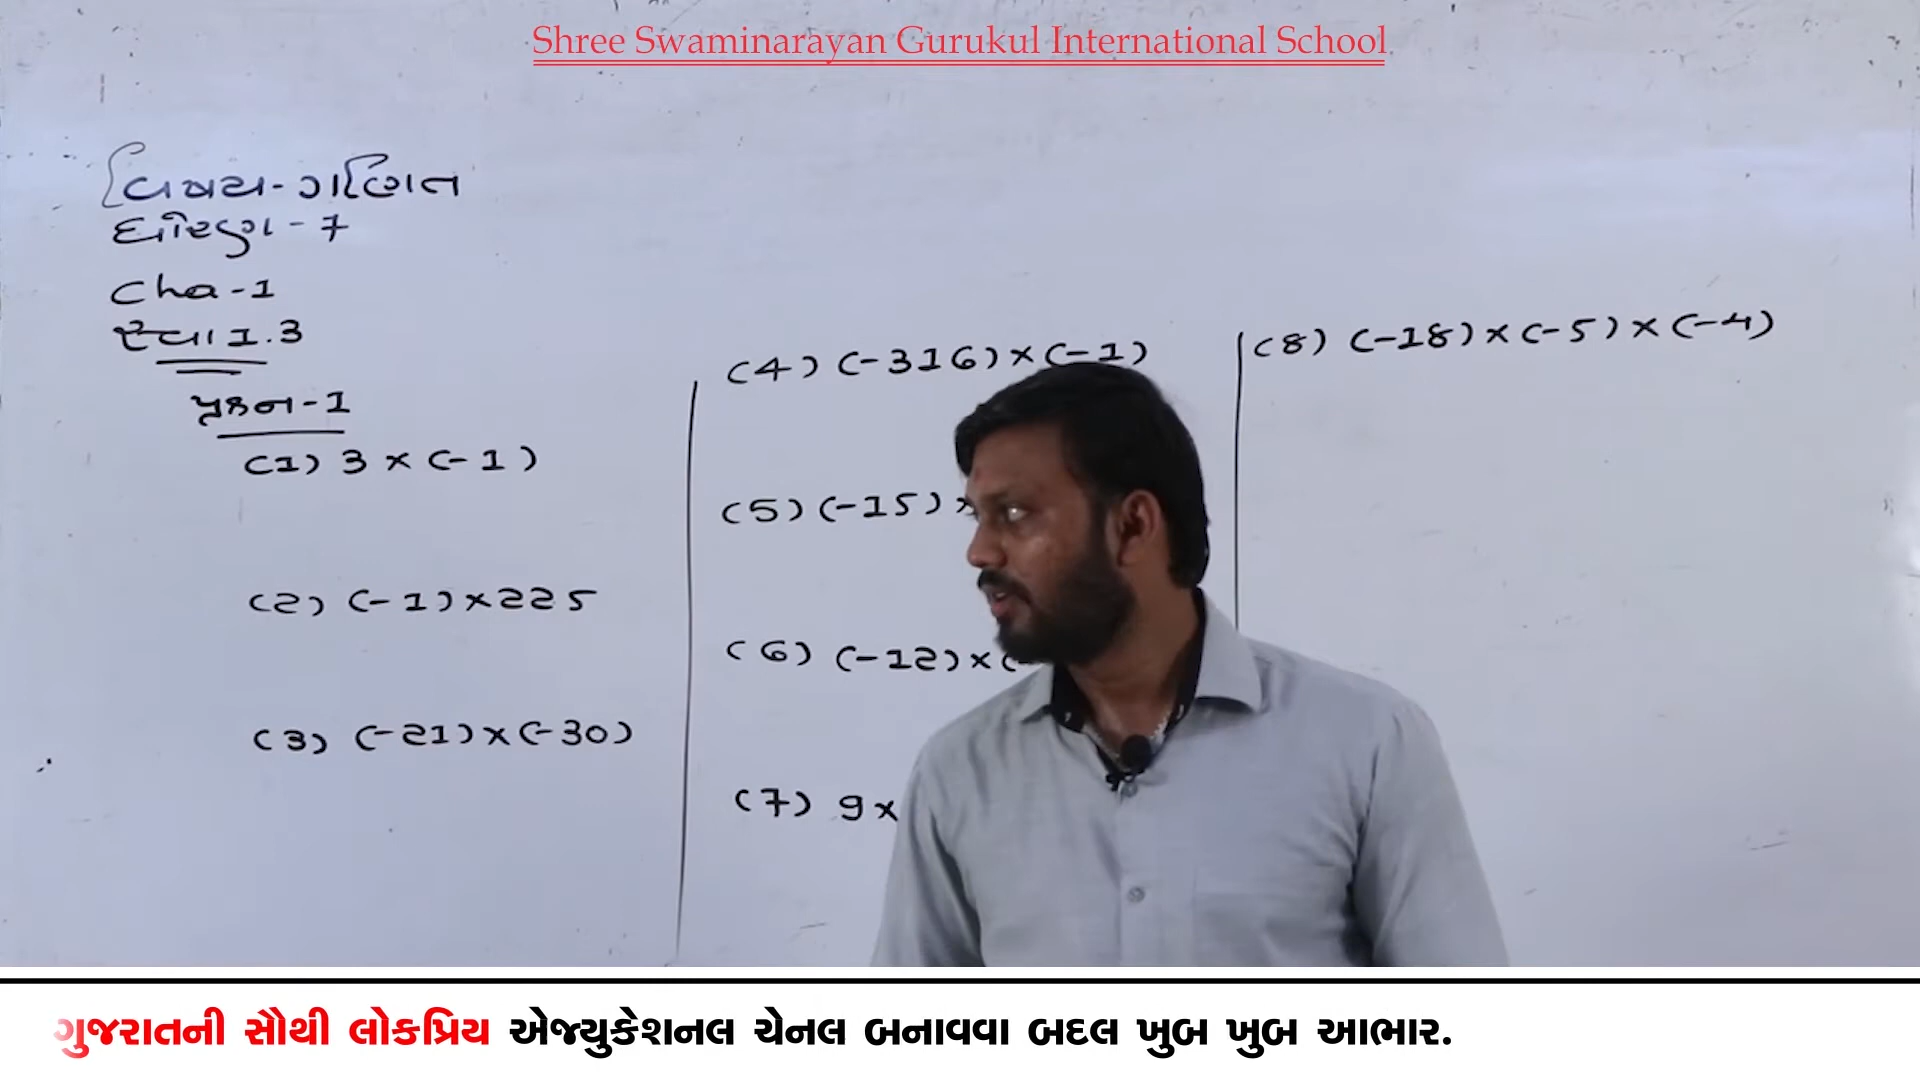 Shree Swaminarayan Gurukul International School
વિષય-ગણિત
ધોરણ-7
Cha-1
સ્વા 1.3
પ્રશ્ન-1
(1) 3 × (-1)
(2) (-1) × 225
(3) (-21) × (-30)
(4) (-316) × (-1)
(5) (-15) ×
(6) (-12) × (-
(7) 9 ×
(8) (-18) × (-5) × (-4)
ગુજરાતની સૌથી લોકપ્રિય એજ્યુકેશનલ ચેનલ બનાવવા બદલ ખુબ ખુબ આભાર.